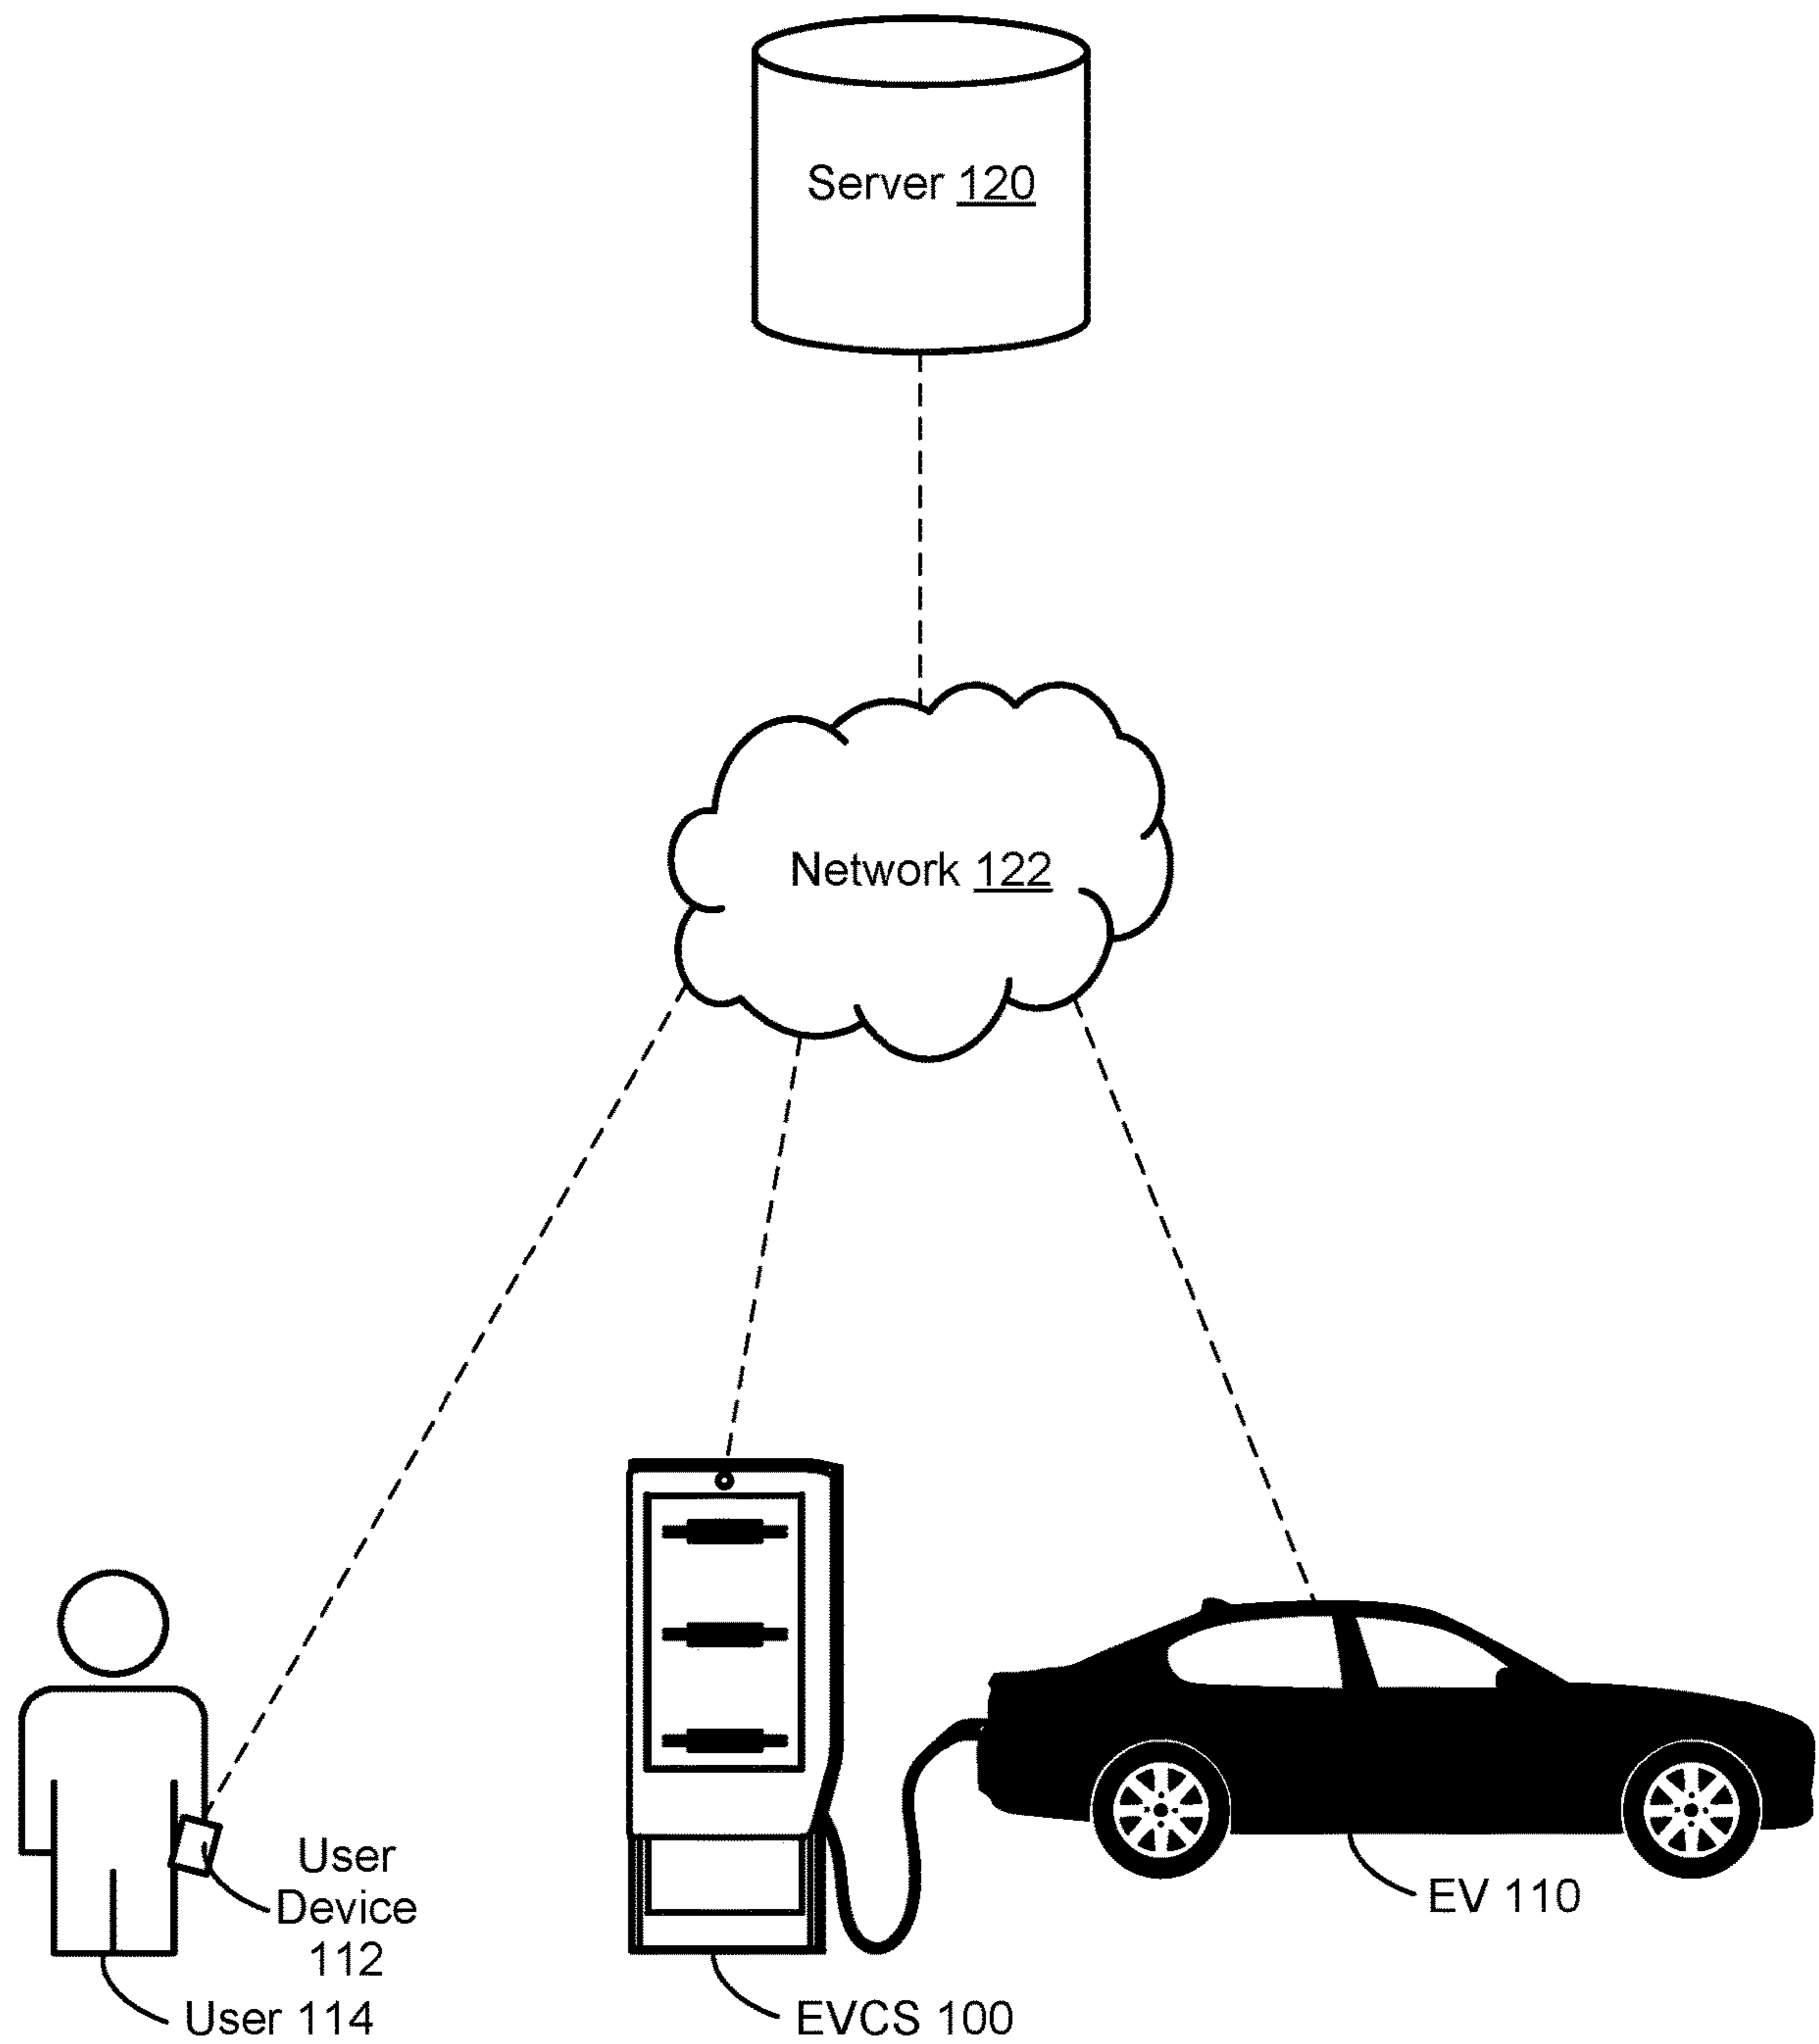 Server 120
Network 122
User
Device
112
User 114
EVCS 100
EV 110